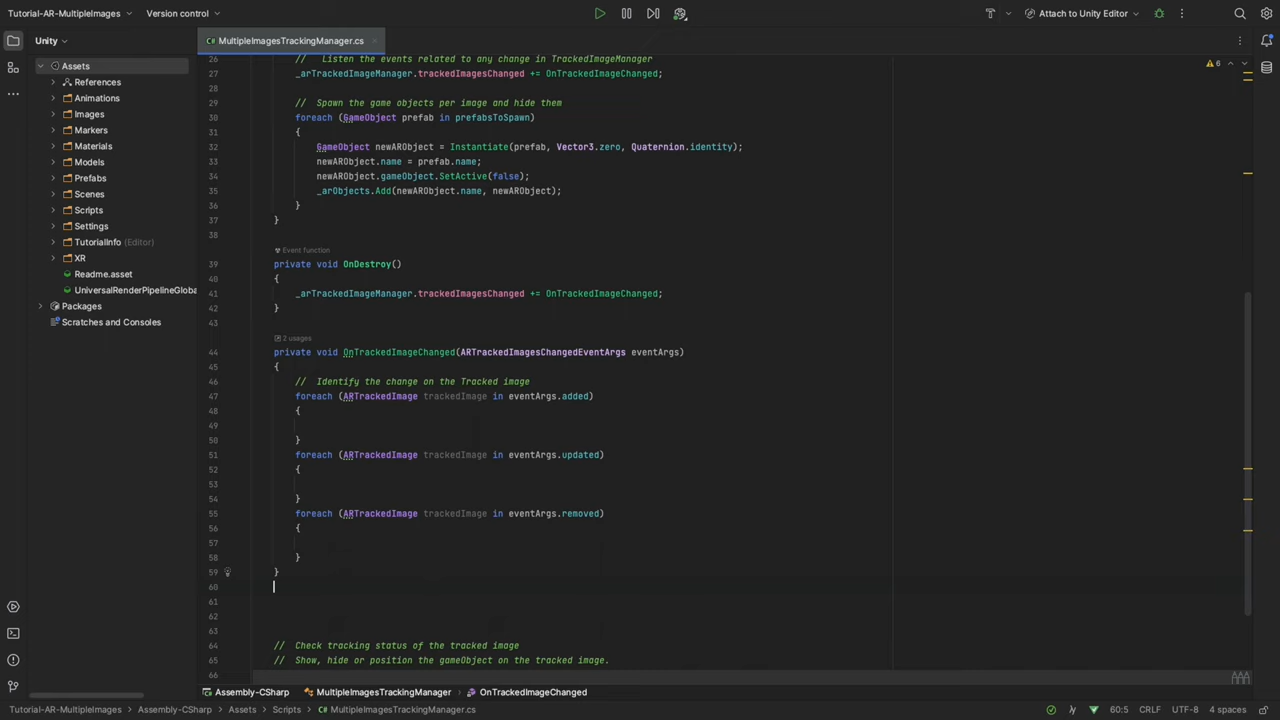 Tutorial-AR-MultipleImages
Version control
Attach to Unity Editor
Unity
MultipleImagesTrackingManager.cs
Assets
References
Animations
Images
Markers
Materials
Models
Prefabs
Scenes
Scripts
Settings
TutorialInfo (Editor)
XR
Readme.asset
UniversalRenderPipelineGloba
Packages
Scratches and Consoles
6
26 // Listen the events related to any change in TrackedImageManager
27 _arTrackedImageManager.trackedImagesChanged += OnTrackedImageChanged;
28
29 // Spawn the game objects per image and hide them
30 foreach (GameObject prefab in prefabsToSpawn)
31 {
32 GameObject newARObject = Instantiate(prefab, Vector3.zero, Quaternion.identity);
33 newARObject.name = prefab.name;
34 newARObject.gameObject.SetActive(false);
35 _arObjects.Add(newARObject.name, newARObject);
36 }
37 }
38
Event function
39 private void OnDestroy()
40 {
41 _arTrackedImageManager.trackedImagesChanged += OnTrackedImageChanged;
42 }
43
2 usages
44 private void OnTrackedImageChanged(ARTrackedImagesChangedEventArgs eventArgs)
45 {
46 // Identify the change on the Tracked image
47 foreach (ARTrackedImage trackedImage in eventArgs.added)
48 {
49
50 }
51 foreach (ARTrackedImage trackedImage in eventArgs.updated)
52 {
53
54 }
55 foreach (ARTrackedImage trackedImage in eventArgs.removed)
56 {
57
58 }
59 }
60
61
62
63
64 // Check tracking status of the tracked image
65 // Show, hide or position the gameObject on the tracked image.
66
Assembly-CSharp MultipleImagesTrackingManager OnTrackedImageChanged
Tutorial-AR-MultipleImages > Assembly-CSharp > Assets > Scripts > MultipleImagesTrackingManager.cs
60:5 CRLF UTF-8 4 spaces